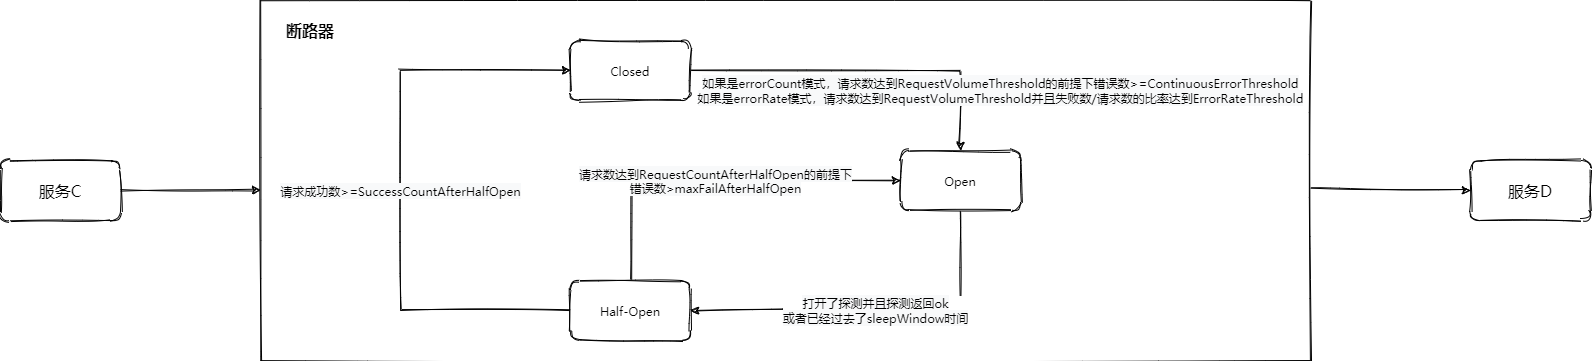 断路器
Closed
如果是errorCount模式，请求数达到RequestVolumeThreshold的前提下错误数>=ContinuousErrorThreshold
如果是errorRate模式，请求数达到RequestVolumeThreshold并且失败数/请求数的比率达到ErrorRateThreshold
服务C
请求成功数>=SuccessCountAfterHalfOpen
请求数达到RequestCountAfterHalfOpen的前提下
错误数>maxFailAfterHalfOpen
Open
服务D
Half-Open
打开了探测并且探测返回ok
或者已经过去了sleepWindow时间